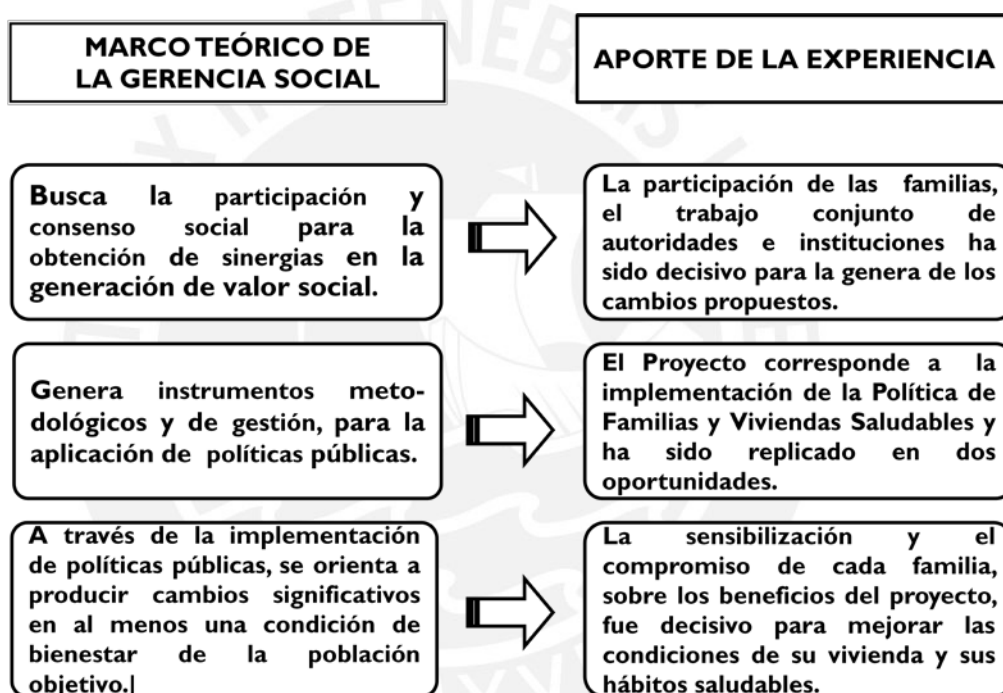 MARCO TEÓRICO DE
LA GERENCIA SOCIAL
APORTE DE LA EXPERIENCIA
Busca la participación y
consenso social para la
obtención de sinergias en la
generación de valor social.
La participación de las familias,
el trabajo conjunto de
autoridades e instituciones ha
sido decisivo para la genera de los
cambios propuestos.
Genera instrumentos meto-
dológicos y de gestión, para la
aplicación de políticas públicas.
El Proyecto corresponde a la
implementación de la Política de
Familias y Viviendas Saludables y
ha sido replicado en dos
oportunidades.
A través de la implementación
de políticas públicas, se orienta a
producir cambios significativos
en al menos una condición de
bienestar de la población
objetivo.|
La sensibilización y el
compromiso de cada familia,
sobre los beneficios del proyecto,
fue decisivo para mejorar las
condiciones de su vivienda y sus
hábitos saludables.